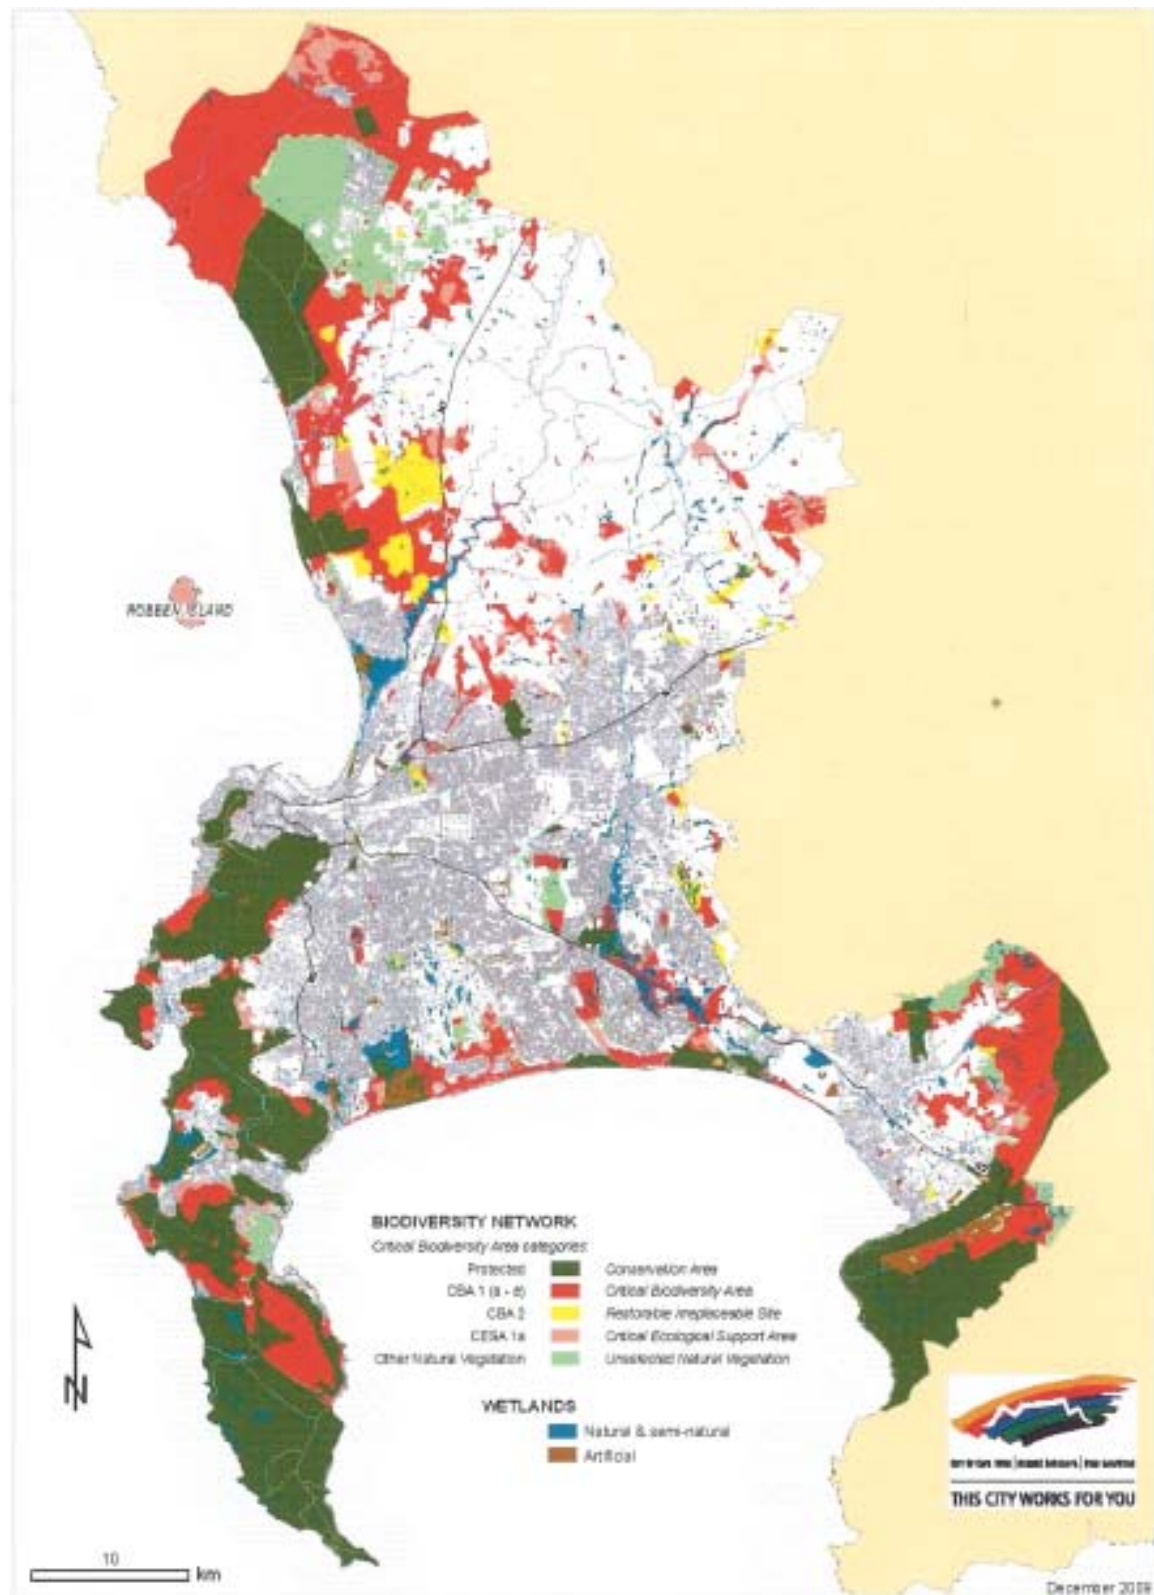 ROBBEN ISLAND
BIODIVERSITY NETWORK
Critical Biodiversity Area categories:
Protected Conservation Area
CBA 1 (a - e) Critical Biodiversity Area
CBA 2 Restorable Irreplaceable Site
CESA 1a Critical Ecological Support Area
Other Natural Vegetation Unselected Natural Vegetation
WETLANDS
Natural & semi-natural
Artificial
N
10
km
THIS CITY WORKS FOR YOU
December 2009